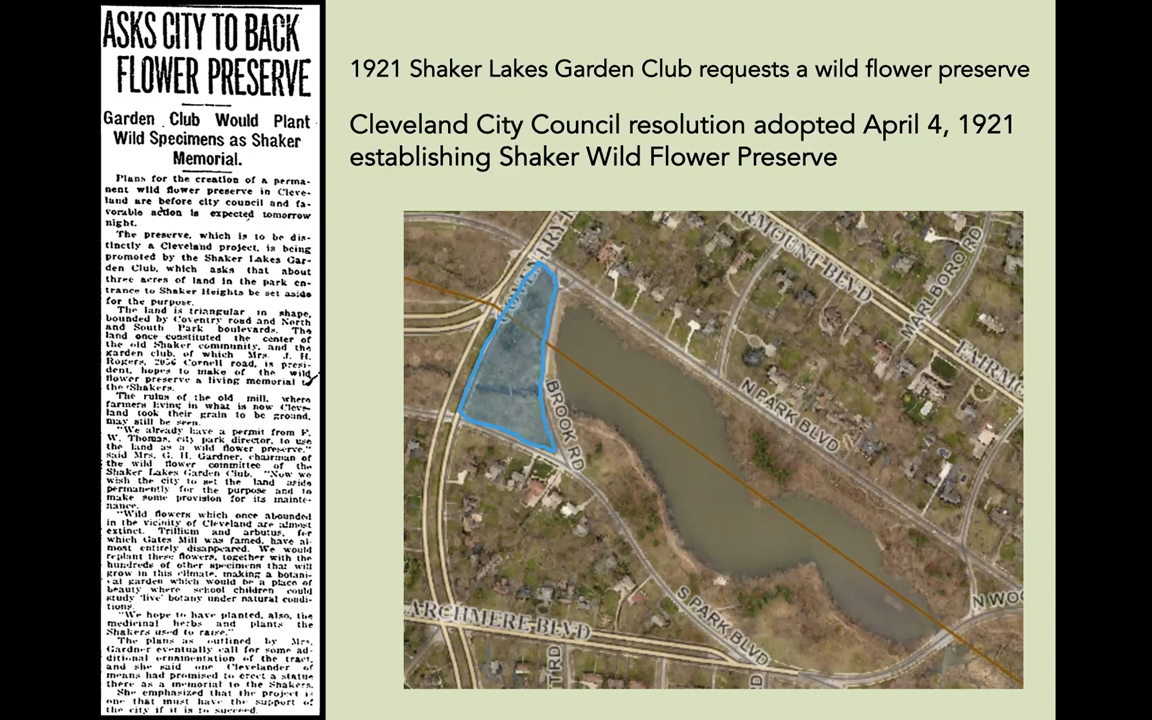 ASKS CITY TO BACK
FLOWER PRESERVE
Garden Club Would Plant
Wild Specimens as Shaker
Memorial.
Plans for the creation of a perma-
nent wild flower preserve in Cleve-
land are before city council and fa-
vorable action is expected tomorrow
night.
The preserve, which is to be dis-
tinctly a Cleveland project, is being
promoted by the Shaker Lakes Gar-
den Club, which asks that about
three acres of land in the park en-
trance to Shaker Heights be set aside
for the purpose.
The land is triangular in shape,
bounded by Coventry road and North
and South Park boulevards. The
land once constituted the center of
the old Shaker community, and the
garden club, of which Mrs. J. H.
Rogers, 2056 Cornell road, is presi-
dent, hopes to make of the wild
flower preserve a living memorial to
the Shakers.
The ruins of the old mill, where
farmers living in what is now Cleve-
land took their grain to be ground,
may still be seen.
"We already have a permit from F.
W. Thomas, city park director, to use
the land as a wild flower preserve,"
said Mrs. G. H. Gardner, chairman of
the wild flower committee of the
Shaker Lakes Garden Club. "Now we
wish the city to set the land aside
permanently for the purpose and to
make some provision for its mainte-
nance.
"Wild flowers which once abounded
in the vicinity of Cleveland are almost
extinct. Trillium and arbutus, for
which Gates Mill was famed, have al-
most entirely disappeared. We would
replant these flowers, together with the
hundreds of other specimens that will
grow in this climate, making a botani-
cal garden which would be a place of
beauty where school children could
study 'live' botany under natural condi-
tions.
"We hope to have planted, also, the
medicinal herbs and plants the
Shakers used to raise."
The plans as outlined by Mrs.
Gardner eventually call for some ad-
ditional ornamentation of the tract,
and she said one Clevelander of
means had promised to erect a statue
there as a memorial to the Shakers.
She emphasized that the project is
one that must have the support of
the city if it is to succeed.
1921 Shaker Lakes Garden Club requests a wild flower preserve
Cleveland City Council resolution adopted April 4, 1921
establishing Shaker Wild Flower Preserve
FAIRMOUNT BLVD
MARLBORO RD
FAIRMO
BROOK RD
N PARK BLVD
S PARK BLVD
N WOO
ARCHMERE BLVD
TRD